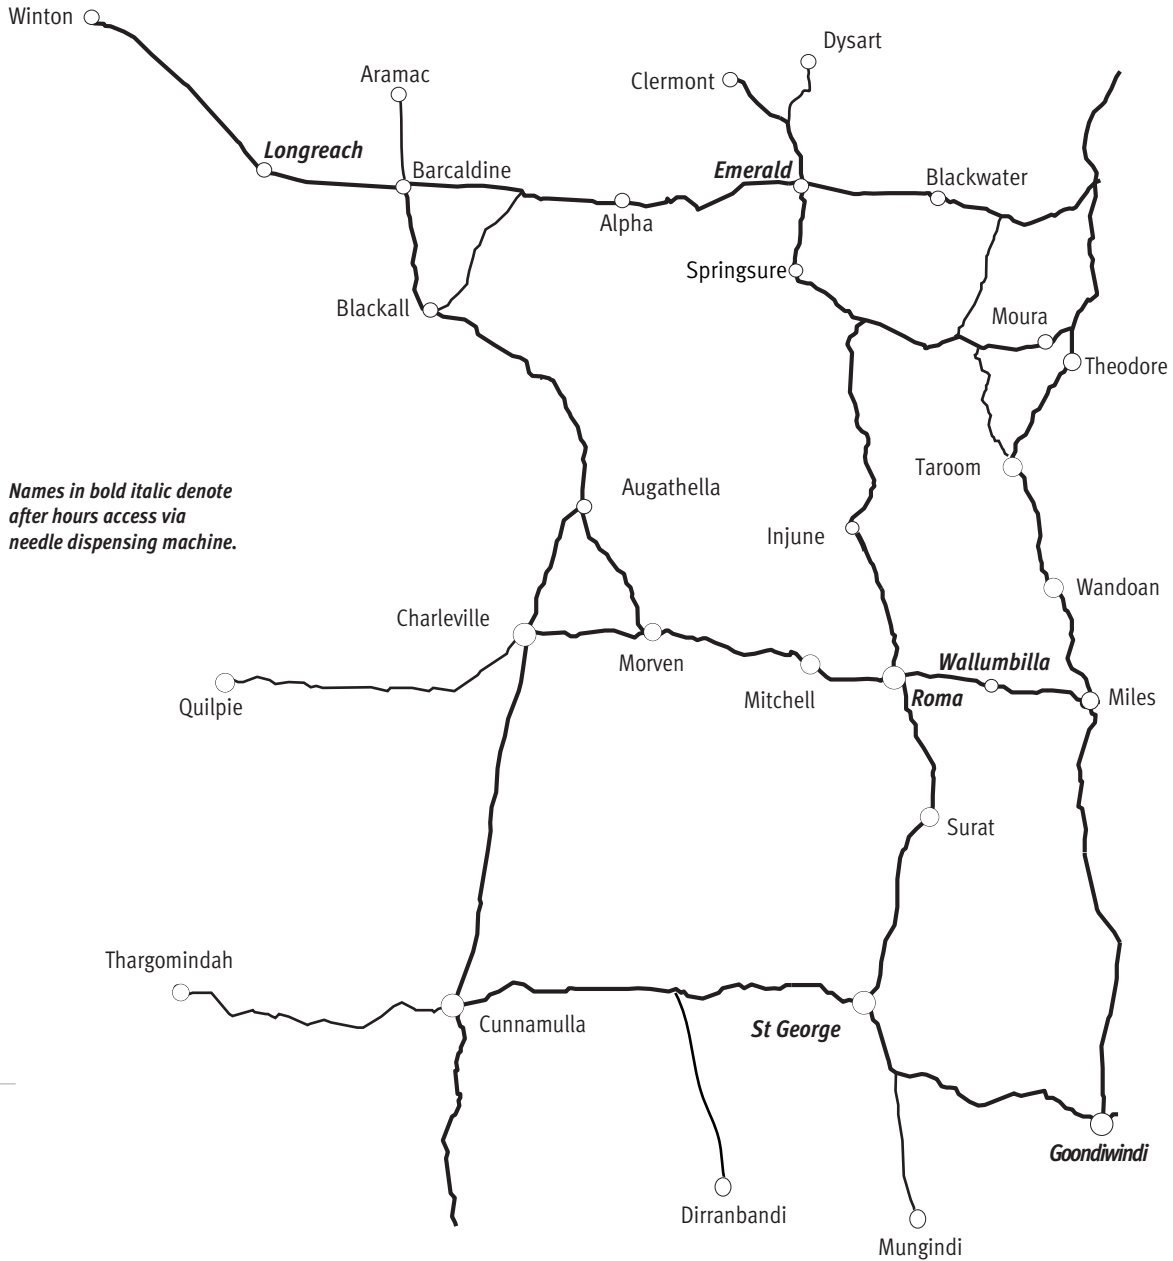 Winton
Dysart
Aramac
Clermont
Longreach
Barcaldine
Emerald
Blackwater
Alpha
Springsure
Blackall
Moura
Theodore
Taroom
Names in bold italic denote
after hours access via
needle dispensing machine.
Augathella
Injune
Wandoan
Charleville
Morven
Wallumbilla
Quilpie
Mitchell
Roma
Miles
Surat
Thargomindah
Cunnamulla
St George
Goondiwindi
Dirranbandi
Mungindi